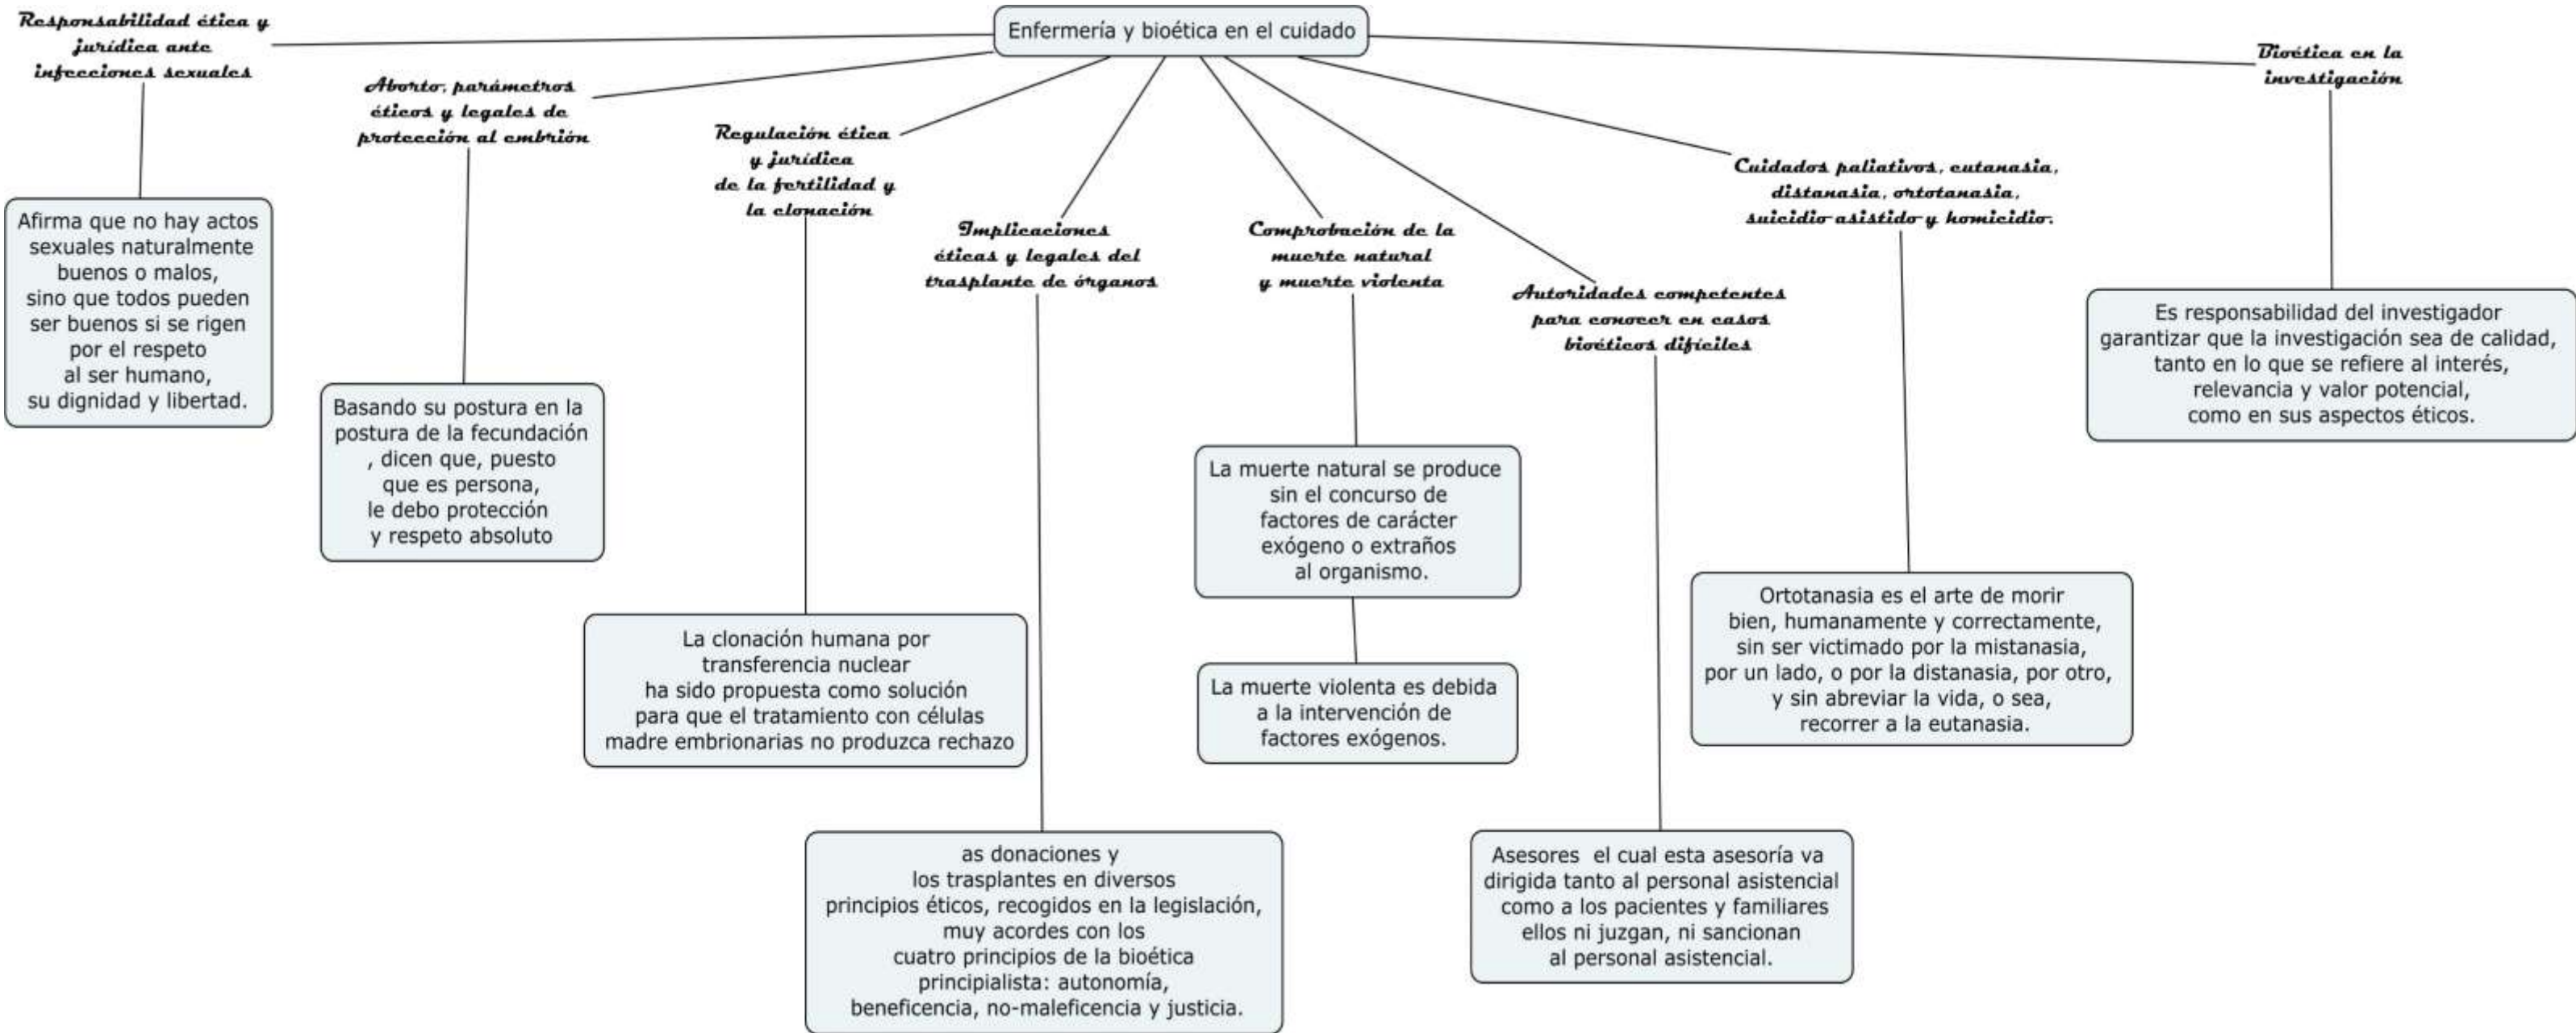 Enfermería y bioética en el cuidado
Responsabilidad ética y
jurídica ante
infecciones sexuales
Afirma que no hay actos
sexuales naturalmente
buenos o malos,
sino que todos pueden
ser buenos si se rigen
por el respeto
al ser humano,
su dignidad y libertad.
Aborto, parámetros
éticos y legales de
protección al embrión
Basando su postura en la
postura de la fecundación
, dicen que, puesto
que es persona,
le debo protección
y respeto absoluto
Regulación ética
y jurídica
de la fertilidad y
la clonación
La clonación humana por
transferencia nuclear
ha sido propuesta como solución
para que el tratamiento con células
madre embrionarias no produzca rechazo
Implicaciones
éticas y legales del
trasplante de órganos
as donaciones y
los trasplantes en diversos
principios éticos, recogidos en la legislación,
muy acordes con los
cuatro principios de la bioética
principialista: autonomía,
beneficencia, no-maleficencia y justicia.
Comprobación de la
muerte natural
y muerte violenta
La muerte natural se produce
sin el concurso de
factores de carácter
exógeno o extraños
al organismo.
La muerte violenta es debida
a la intervención de
factores exógenos.
Autoridades competentes
para conocer en casos
bioéticos difíciles
Asesores el cual esta asesoría va
dirigida tanto al personal asistencial
como a los pacientes y familiares
ellos ni juzgan, ni sancionan
al personal asistencial.
Cuidados paliativos, eutanasia,
distanasia, ortotanasia,
suicidio asistido y homicidio.
Ortotanasia es el arte de morir
bien, humanamente y correctamente,
sin ser victimado por la mistanasia,
por un lado, o por la distanasia, por otro,
y sin abreviar la vida, o sea,
recorrer a la eutanasia.
Bioética en la
investigación
Es responsabilidad del investigador
garantizar que la investigación sea de calidad,
tanto en lo que se refiere al interés,
relevancia y valor potencial,
como en sus aspectos éticos.